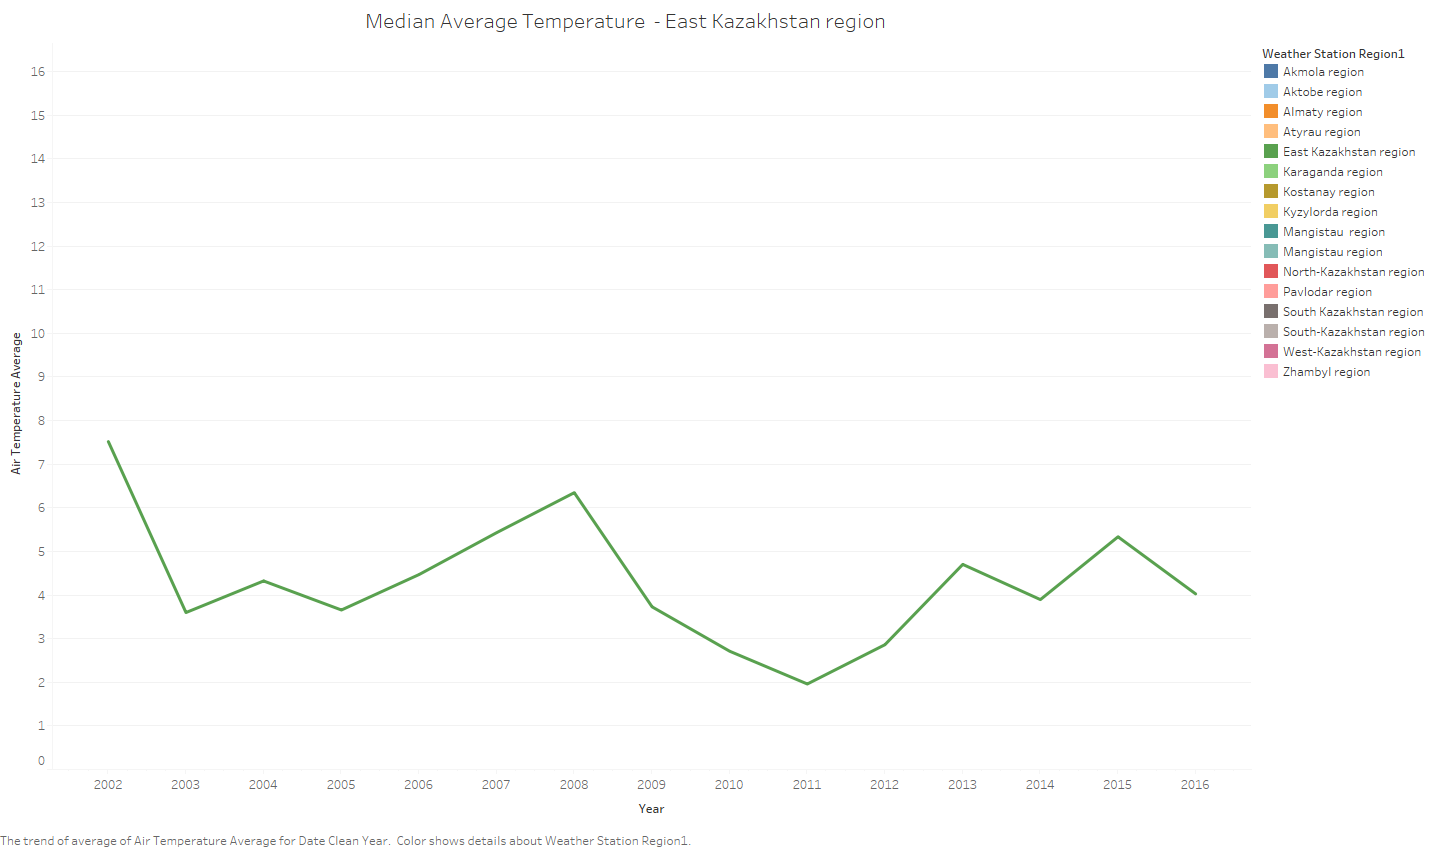 Median Average Temperature  - East Kazakhstan region
Weather Station Region1
Akmola region
Aktobe region
Almaty region
Atyrau region
East Kazakhstan region
Karaganda region
Kostanay region
Kyzylorda region
Mangistau  region
Mangistau region
North-Kazakhstan region
Pavlodar region
South Kazakhstan region
South-Kazakhstan region
West-Kazakhstan region
Zhambyl region
Air Temperature Average
16
15
14
13
12
11
10
9
8
7
6
5
4
3
2
1
0
2002 2003 2004 2005 2006 2007 2008 2009 2010 2011 2012 2013 2014 2015 2016
Year
The trend of average of Air Temperature Average for Date Clean Year.  Color shows details about Weather Station Region1.